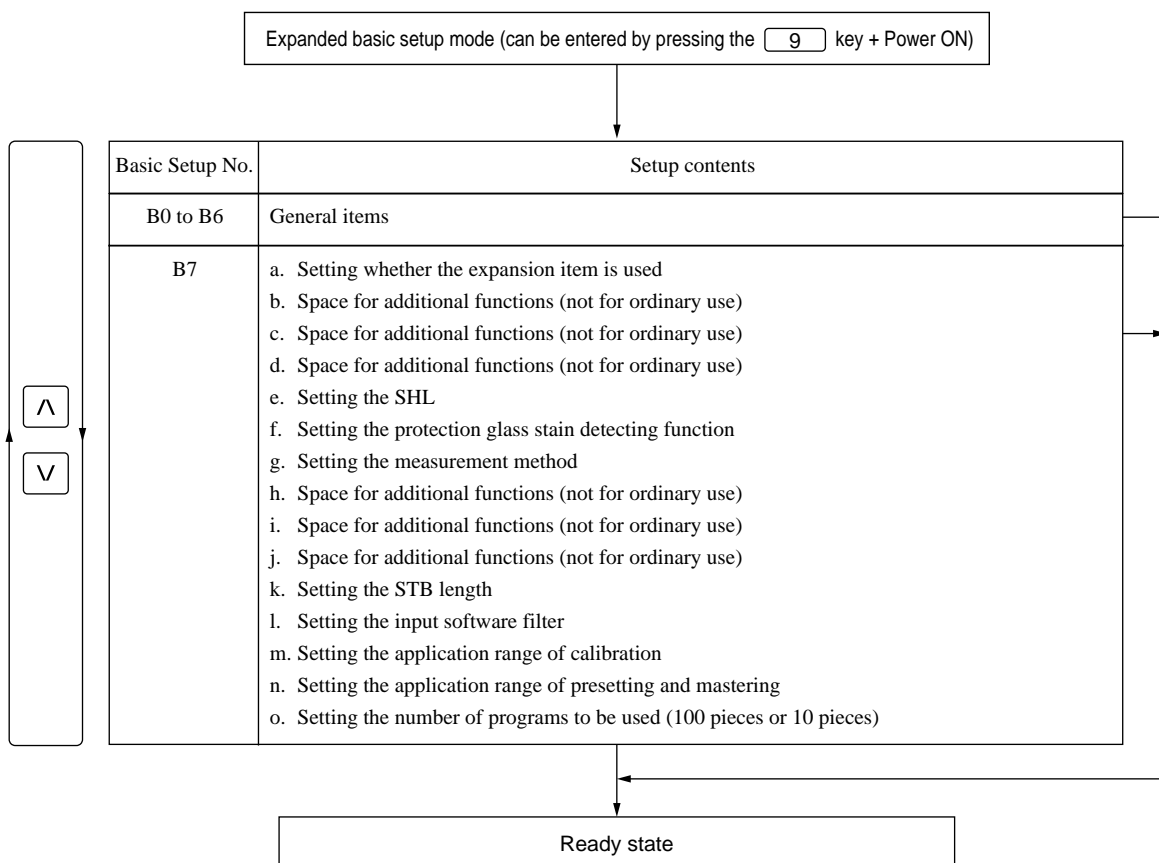 Expanded basic setup mode (can be entered by pressing the 9 key + Power ON)
Basic Setup No. Setup contents
B0 to B6 General items
B7 a. Setting whether the expansion item is used
b. Space for additional functions (not for ordinary use)
c. Space for additional functions (not for ordinary use)
d. Space for additional functions (not for ordinary use)
e. Setting the SHL
f. Setting the protection glass stain detecting function
g. Setting the measurement method
h. Space for additional functions (not for ordinary use)
i. Space for additional functions (not for ordinary use)
j. Space for additional functions (not for ordinary use)
k. Setting the STB length
l. Setting the input software filter
m. Setting the application range of calibration
n. Setting the application range of presetting and mastering
o. Setting the number of programs to be used (100 pieces or 10 pieces)
Ready state